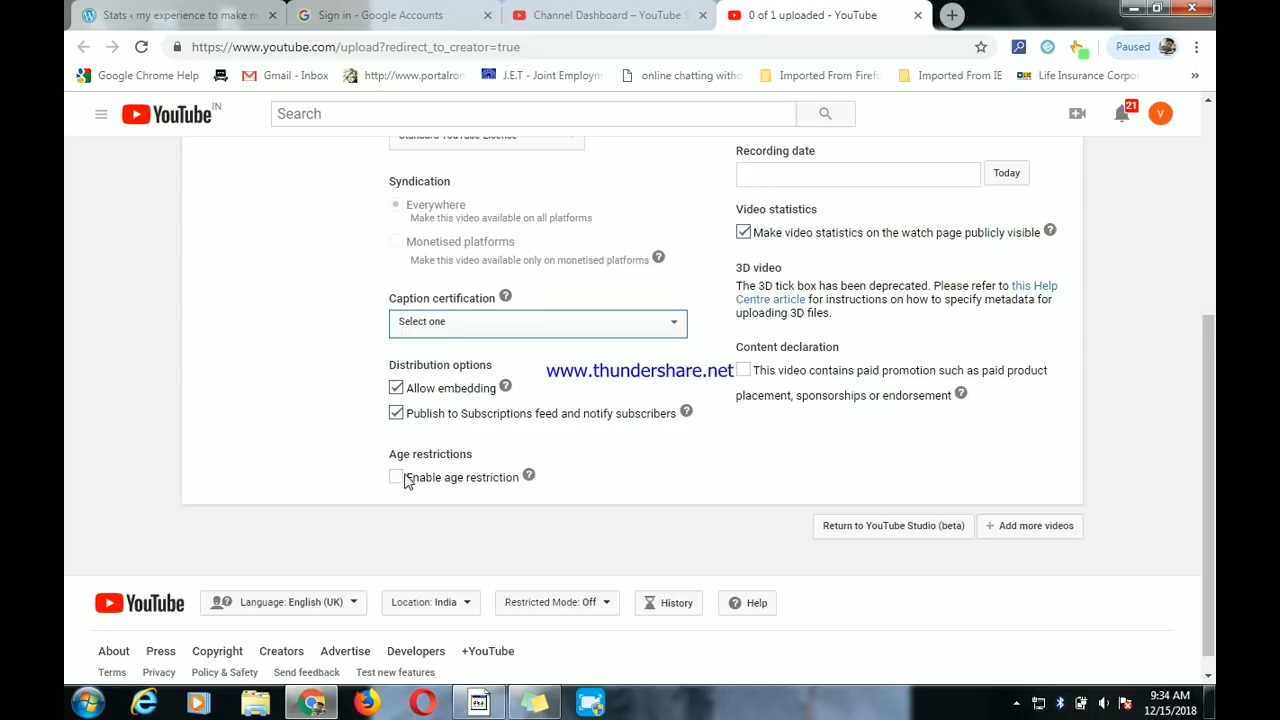 Stats ‹ my experience to make m
Sign in - Google Accounts
Channel Dashboard – YouTube S
0 of 1 uploaded - YouTube
https://www.youtube.com/upload?redirect_to_creator=true
Paused
Google Chrome Help
Gmail - Inbox
http://www.portalron
J.E.T - Joint Employm
online chatting witho
Imported From Firef
Imported From IE
Life Insurance Corpor
»
YouTube IN
Search
21
V
Standard YouTube Licence
Recording date
Today
Syndication
Everywhere
Make this video available on all platforms
Monetised platforms
Make this video available only on monetised platforms ?
Video statistics
Make video statistics on the watch page publicly visible ?
3D video
The 3D tick box has been deprecated. Please refer to this Help
Centre article for instructions on how to specify metadata for
uploading 3D files.
Caption certification ?
Select one
Content declaration
This video contains paid promotion such as paid product
placement, sponsorships or endorsement ?
Distribution options
www.thundershare.net
Allow embedding ?
Publish to Subscriptions feed and notify subscribers ?
Age restrictions
Enable age restriction ?
Return to YouTube Studio (beta)
+ Add more videos
YouTube
Language: English (UK)
Location: India
Restricted Mode: Off
History
Help
About Press Copyright Creators Advertise Developers +YouTube
Terms Privacy Policy & Safety Send feedback Test new features
9:34 AM
12/15/2018